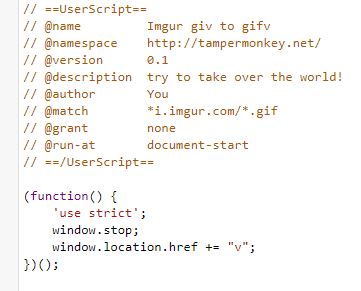 // ==UserScript==
// @name         Imgur giv to gifv
// @namespace    http://tampermonkey.net/
// @version      0.1
// @description  try to take over the world!
// @author       You
// @match        *i.imgur.com/*.gif
// @grant        none
// @run-at       document-start
// ==/UserScript==

(function() {
    'use strict';
    window.stop;
    window.location.href += "v";
})();